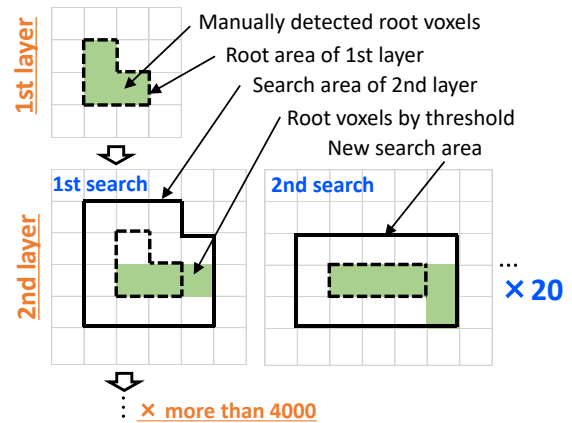 Manually detected root voxels
Root area of 1st layer
Search area of 2nd layer
Root voxels by threshold
New search area
1st layer
1st search
2nd search
2nd layer
...
× 20
× more than 4000